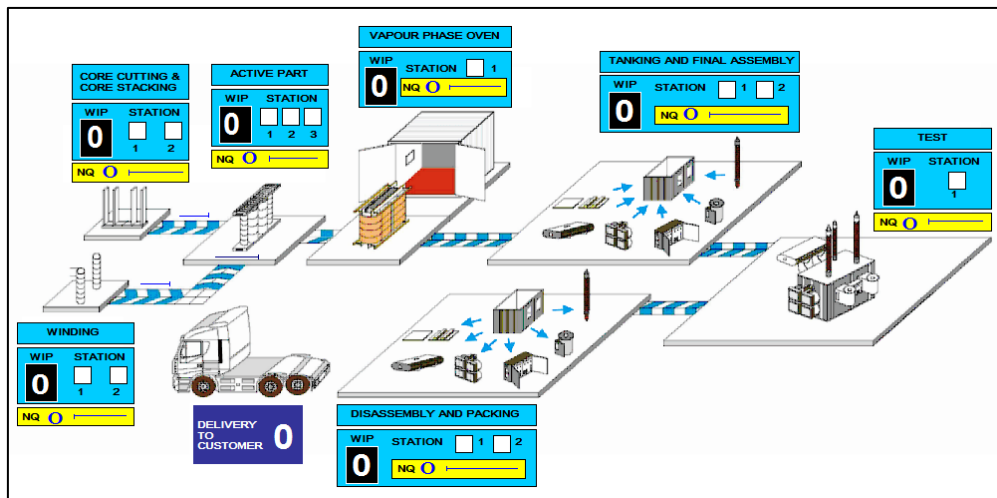 VAPOUR PHASE OVEN
WIP STATION 1
0
NQ O
CORE CUTTING &
CORE STACKING
WIP STATION
0
1 2
NQ O
ACTIVE PART
WIP STATION
0
1 2 3
NQ O
TANKING AND FINAL ASSEMBLY
WIP STATION 1 2
0
NQ O
TEST
WIP STATION
0
1
NQ O
WINDING
WIP STATION
0
1 2
NQ O
DELIVERY
TO
CUSTOMER 0
DISASSEMBLY AND PACKING
WIP STATION 1 2
0
NQ O